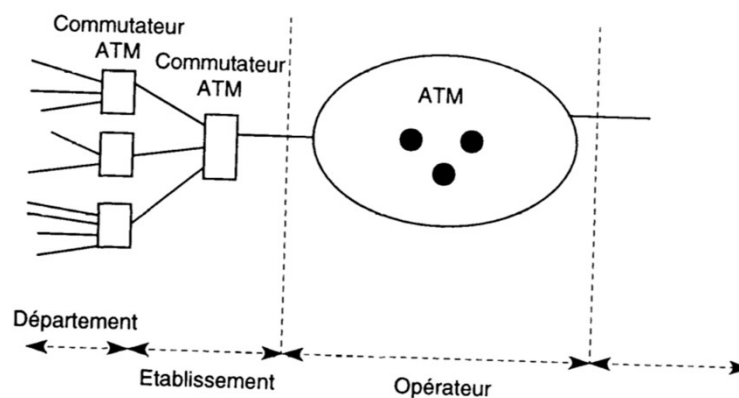 Commutateur
ATM
Commutateur
ATM
ATM
Département
Etablissement
Opérateur